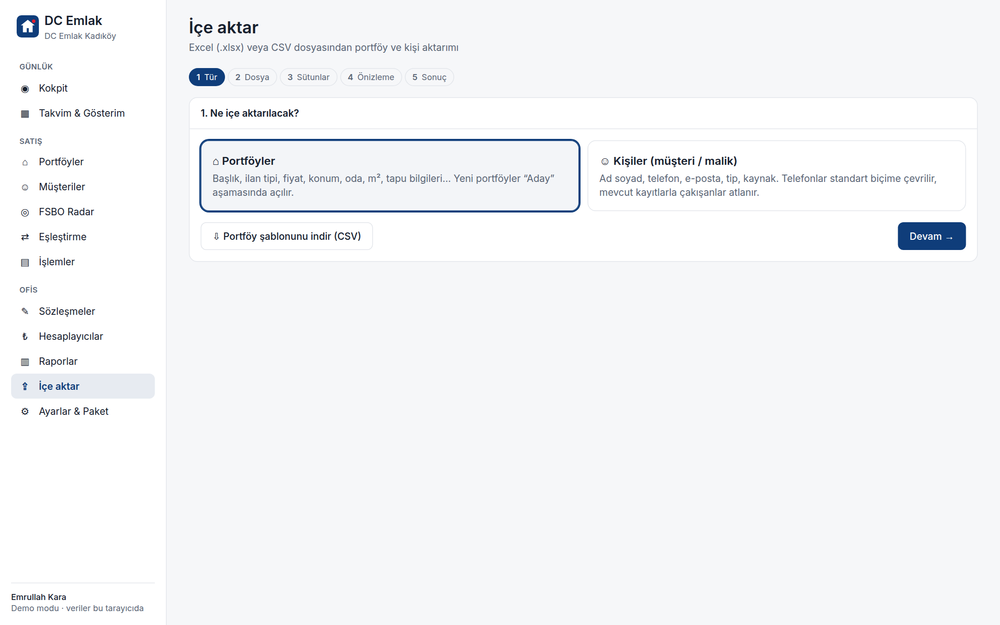 DC Emlak
DC Emlak Kadıköy
GÜNLÜK
◉ Kokpit
▦ Takvim & Gösterim
SATIŞ
⌂ Portföyler
☺ Müşteriler
◎ FSBO Radar
⇄ Eşleştirme
▤ İşlemler
OFİS
✎ Sözleşmeler
₺ Hesaplayıcılar
▥ Raporlar
⇪ İçe aktar
⚙ Ayarlar & Paket
Emrullah Kara
Demo modu · veriler bu tarayıcıda
İçe aktar
Excel (.xlsx) veya CSV dosyasından portföy ve kişi aktarımı
1 Tür 2 Dosya 3 Sütunlar 4 Önizleme 5 Sonuç
1. Ne içe aktarılacak?
⌂ Portföyler
Başlık, ilan tipi, fiyat, konum, oda, m², tapu bilgileri… Yeni portföyler “Aday”
aşamasında açılır.
☺ Kişiler (müşteri / malik)
Ad soyad, telefon, e-posta, tip, kaynak. Telefonlar standart biçime çevrilir,
mevcut kayıtlarla çakışanlar atlanır.
⇩ Portföy şablonunu indir (CSV)
Devam →